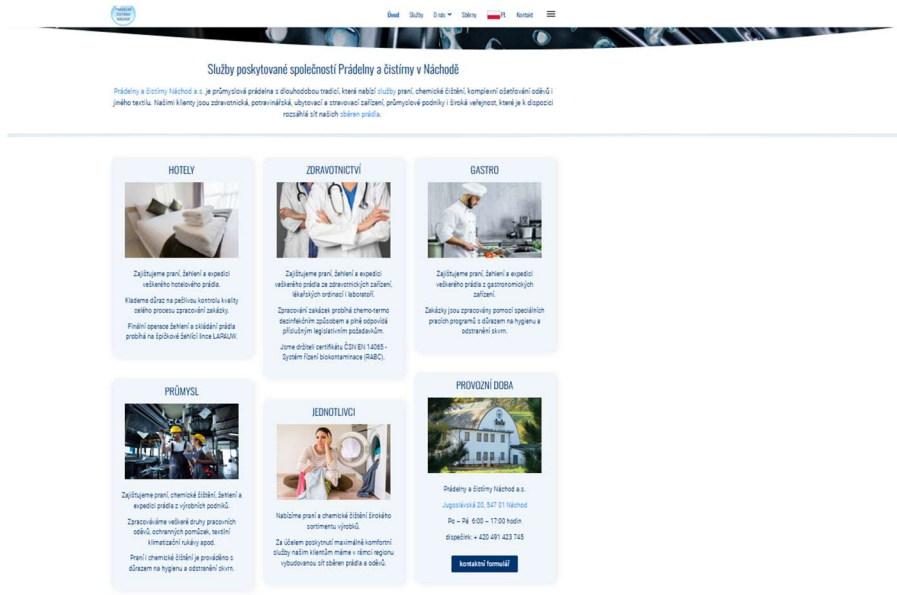 PRÁDELNY
ČISTÍRNY
NÁCHOD
Úvod Služby O nás Sběrny PL Kontakt
Služby poskytované společností Prádelny a čistírny v Náchodě
Prádelny a čistírny Náchod a.s. je průmyslová prádelna s dlouhodobou tradicí, která nabízí služby praní, chemické čištění, komplexní ošetřování oděvů i
jiného textilu. Našimi klienty jsou zdravotnická, potravinářská, ubytovací a stravovací zařízení, průmyslové podniky i široká veřejnost, které je k dispozici
rozsáhlá síť našich sběren prádla.
HOTELY
Zajišťujeme praní, žehlení a expedici
veškerého hotelového prádla.
Klademe důraz na pečlivou kontrolu kvality
celého procesu zpracování zakázky.
Finální operace žehlení a skládání prádla
probíhá na špičkové žehlící lince LAPAUW.
ZDRAVOTNICTVÍ
Zajišťujeme praní, žehlení a expedici
veškerého prádla ze zdravotnických zařízení,
lékařských ordinací i laboratoří.
Zpracování zakázek probíhá chemo-termo
dezinfekčním způsobem a plně odpovídá
příslušným legislativním požadavkům.
Jsme držiteli certifikátu ČSN EN 14065 -
Systém řízení biokontaminace (RABC).
GASTRO
Zajišťujeme praní, žehlení a expedici
veškerého prádla z gastronomických
zařízení.
Zakázky jsou zpracovány pomocí speciálních
pracích programů s důrazem na hygienu a
odstranění skvrn.
PRŮMYSL
Zajišťujeme praní, chemické čištění, žehlení a
expedici prádla z výrobních podniků.
Zpracováváme veškeré druhy pracovních
oděvů, ochranných pomůcek, textilní
klimatizační rukávy apod.
Praní i chemické čištění je prováděno s
důrazem na hygienu a odstranění skvrn.
JEDNOTLIVCI
Nabízíme praní a chemické čištění širokého
sortimentu výrobků.
Za účelem poskytnutí maximálně komfortní
služby našim klientům máme v rámci regionu
vybudovanou síť sběren prádla a oděvů.
PROVOZNÍ DOBA
Prádelny a čistírny Náchod a.s.
Jugoslávská 20, 547 01 Náchod
Po – Pá 6:00 – 17:00 hodin
dispečink: + 420 491 423 745
kontaktní formulář